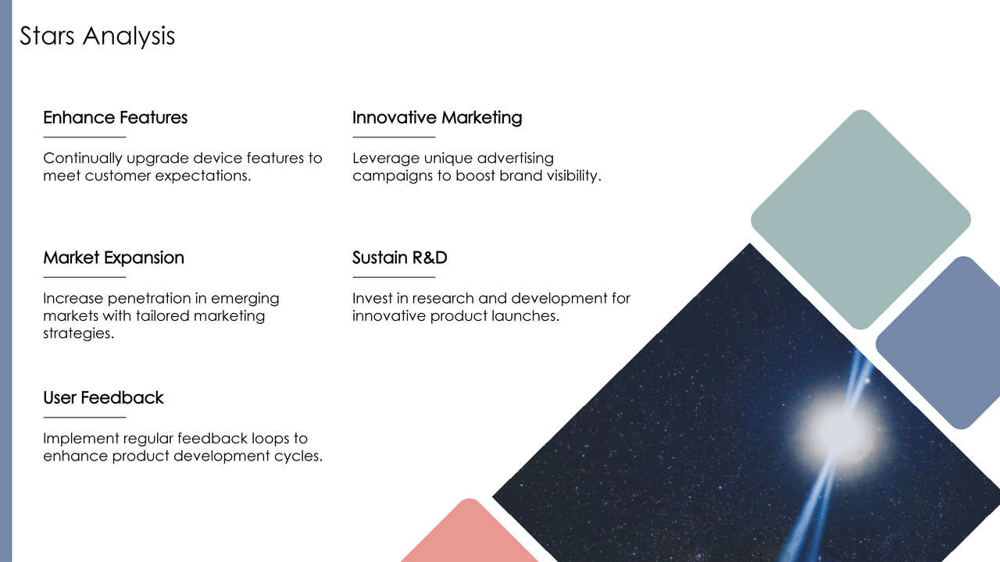 Stars Analysis
Enhance Features
Continually upgrade device features to
meet customer expectations.
Innovative Marketing
Leverage unique advertising
campaigns to boost brand visibility.
Market Expansion
Increase penetration in emerging
markets with tailored marketing
strategies.
Sustain R&D
Invest in research and development for
innovative product launches.
User Feedback
Implement regular feedback loops to
enhance product development cycles.